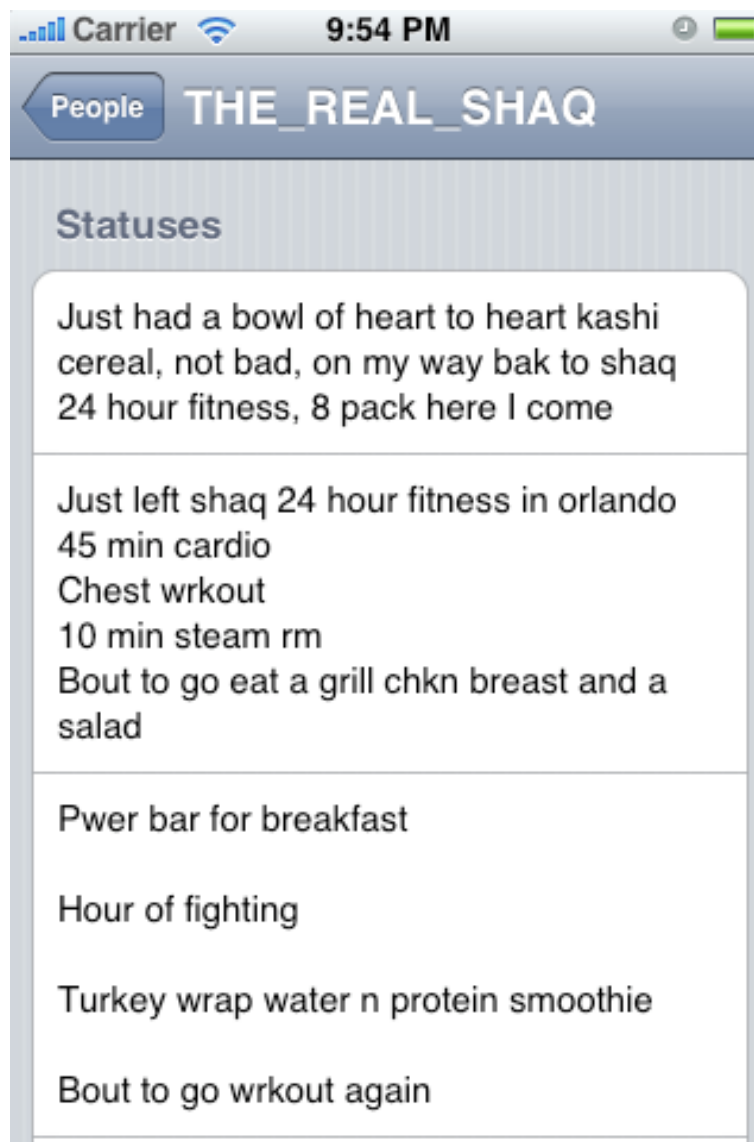 Carrier 9:54 PM
People THE_REAL_SHAQ
Statuses
Just had a bowl of heart to heart kashi
cereal, not bad, on my way bak to shaq
24 hour fitness, 8 pack here I come
Just left shaq 24 hour fitness in orlando
45 min cardio
Chest wrkout
10 min steam rm
Bout to go eat a grill chkn breast and a
salad
Pwer bar for breakfast
Hour of fighting
Turkey wrap water n protein smoothie
Bout to go wrkout again